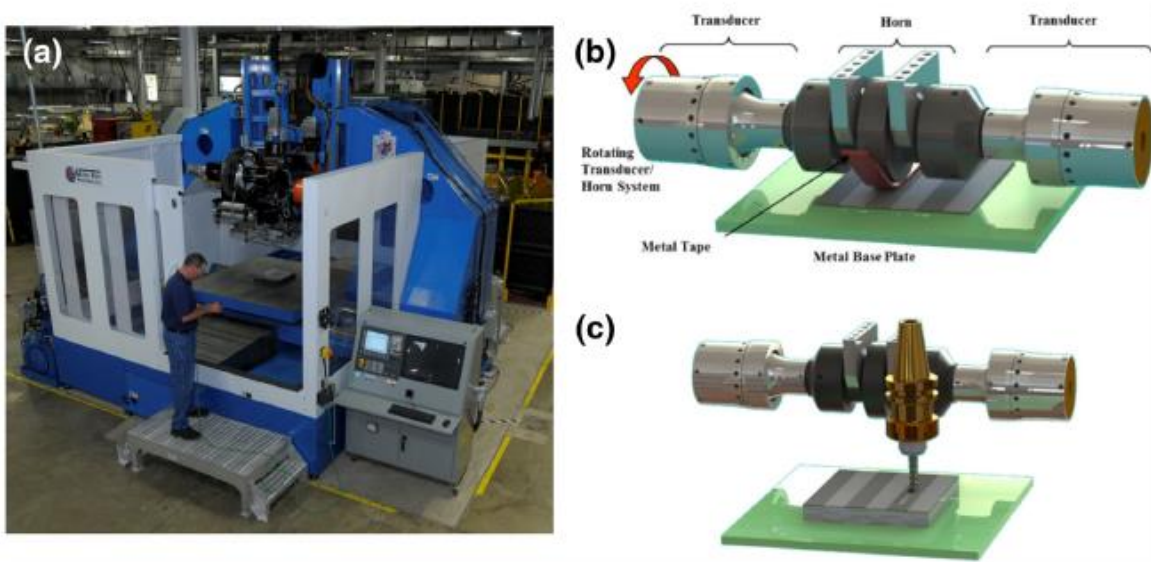 (a)
(b)
Transducer
Horn
Transducer
Rotating
Transducer/
Horn System
Metal Tape
Metal Base Plate
(c)